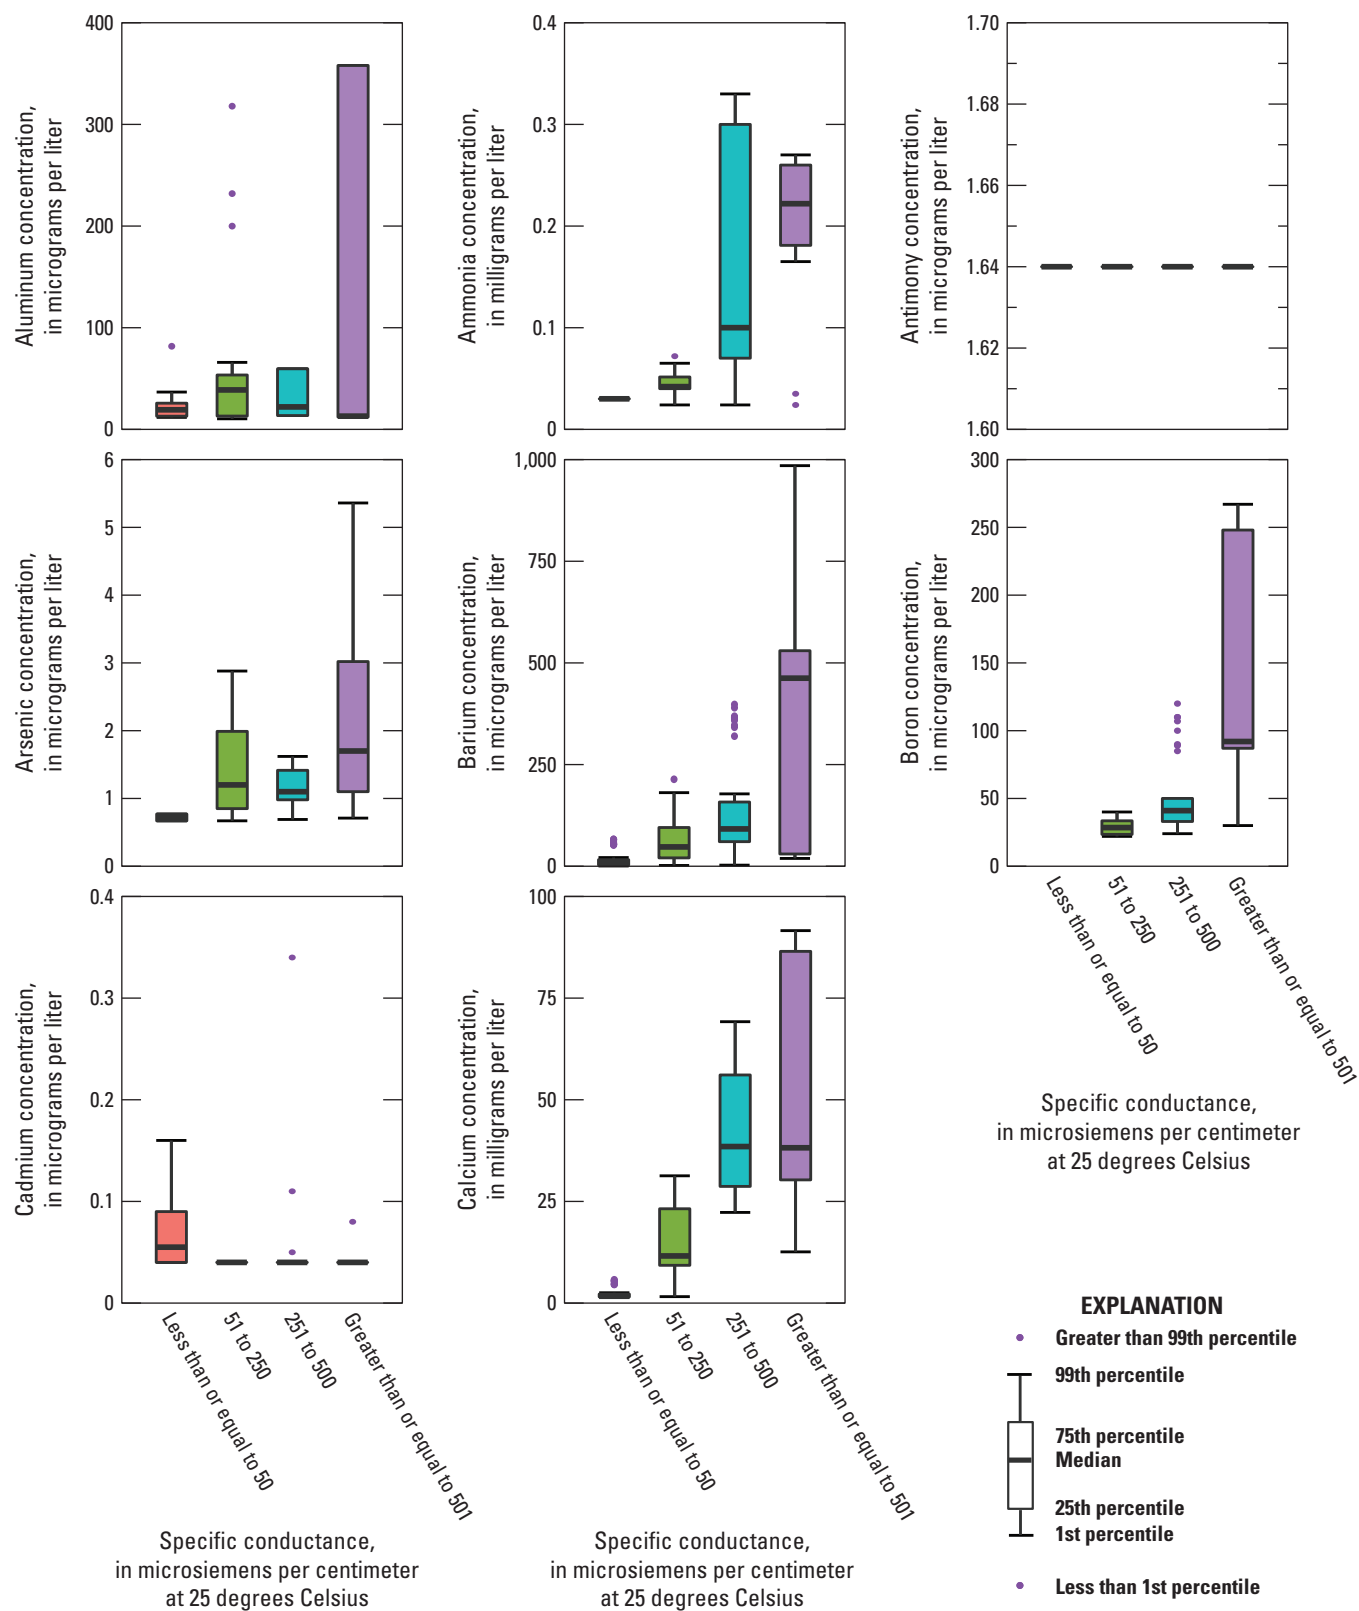 Aluminum concentration,
in micrograms per liter
400
300
200
100
0
Ammonia concentration,
in milligrams per liter
0.4
0.3
0.2
0.1
0
Antimony concentration,
in micrograms per liter
1.70
1.68
1.66
1.64
1.62
1.60
Arsenic concentration,
in micrograms per liter
6
5
4
3
2
1
0
Barium concentration,
in micrograms per liter
1,000
750
500
250
0
Boron concentration,
in micrograms per liter
300
250
200
150
100
50
0
Less than or equal to 50
51 to 250
251 to 500
Greater than or equal to 501
Specific conductance,
in microsiemens per centimeter
at 25 degrees Celsius
Cadmium concentration,
in micrograms per liter
0.4
0.3
0.2
0.1
0
Less than or equal to 50
51 to 250
251 to 500
Greater than or equal to 501
Specific conductance,
in microsiemens per centimeter
at 25 degrees Celsius
Calcium concentration,
in milligrams per liter
100
75
50
25
0
Less than or equal to 50
51 to 250
251 to 500
Greater than or equal to 501
Specific conductance,
in microsiemens per centimeter
at 25 degrees Celsius
EXPLANATION
Greater than 99th percentile
99th percentile
75th percentile
Median
25th percentile
1st percentile
Less than 1st percentile